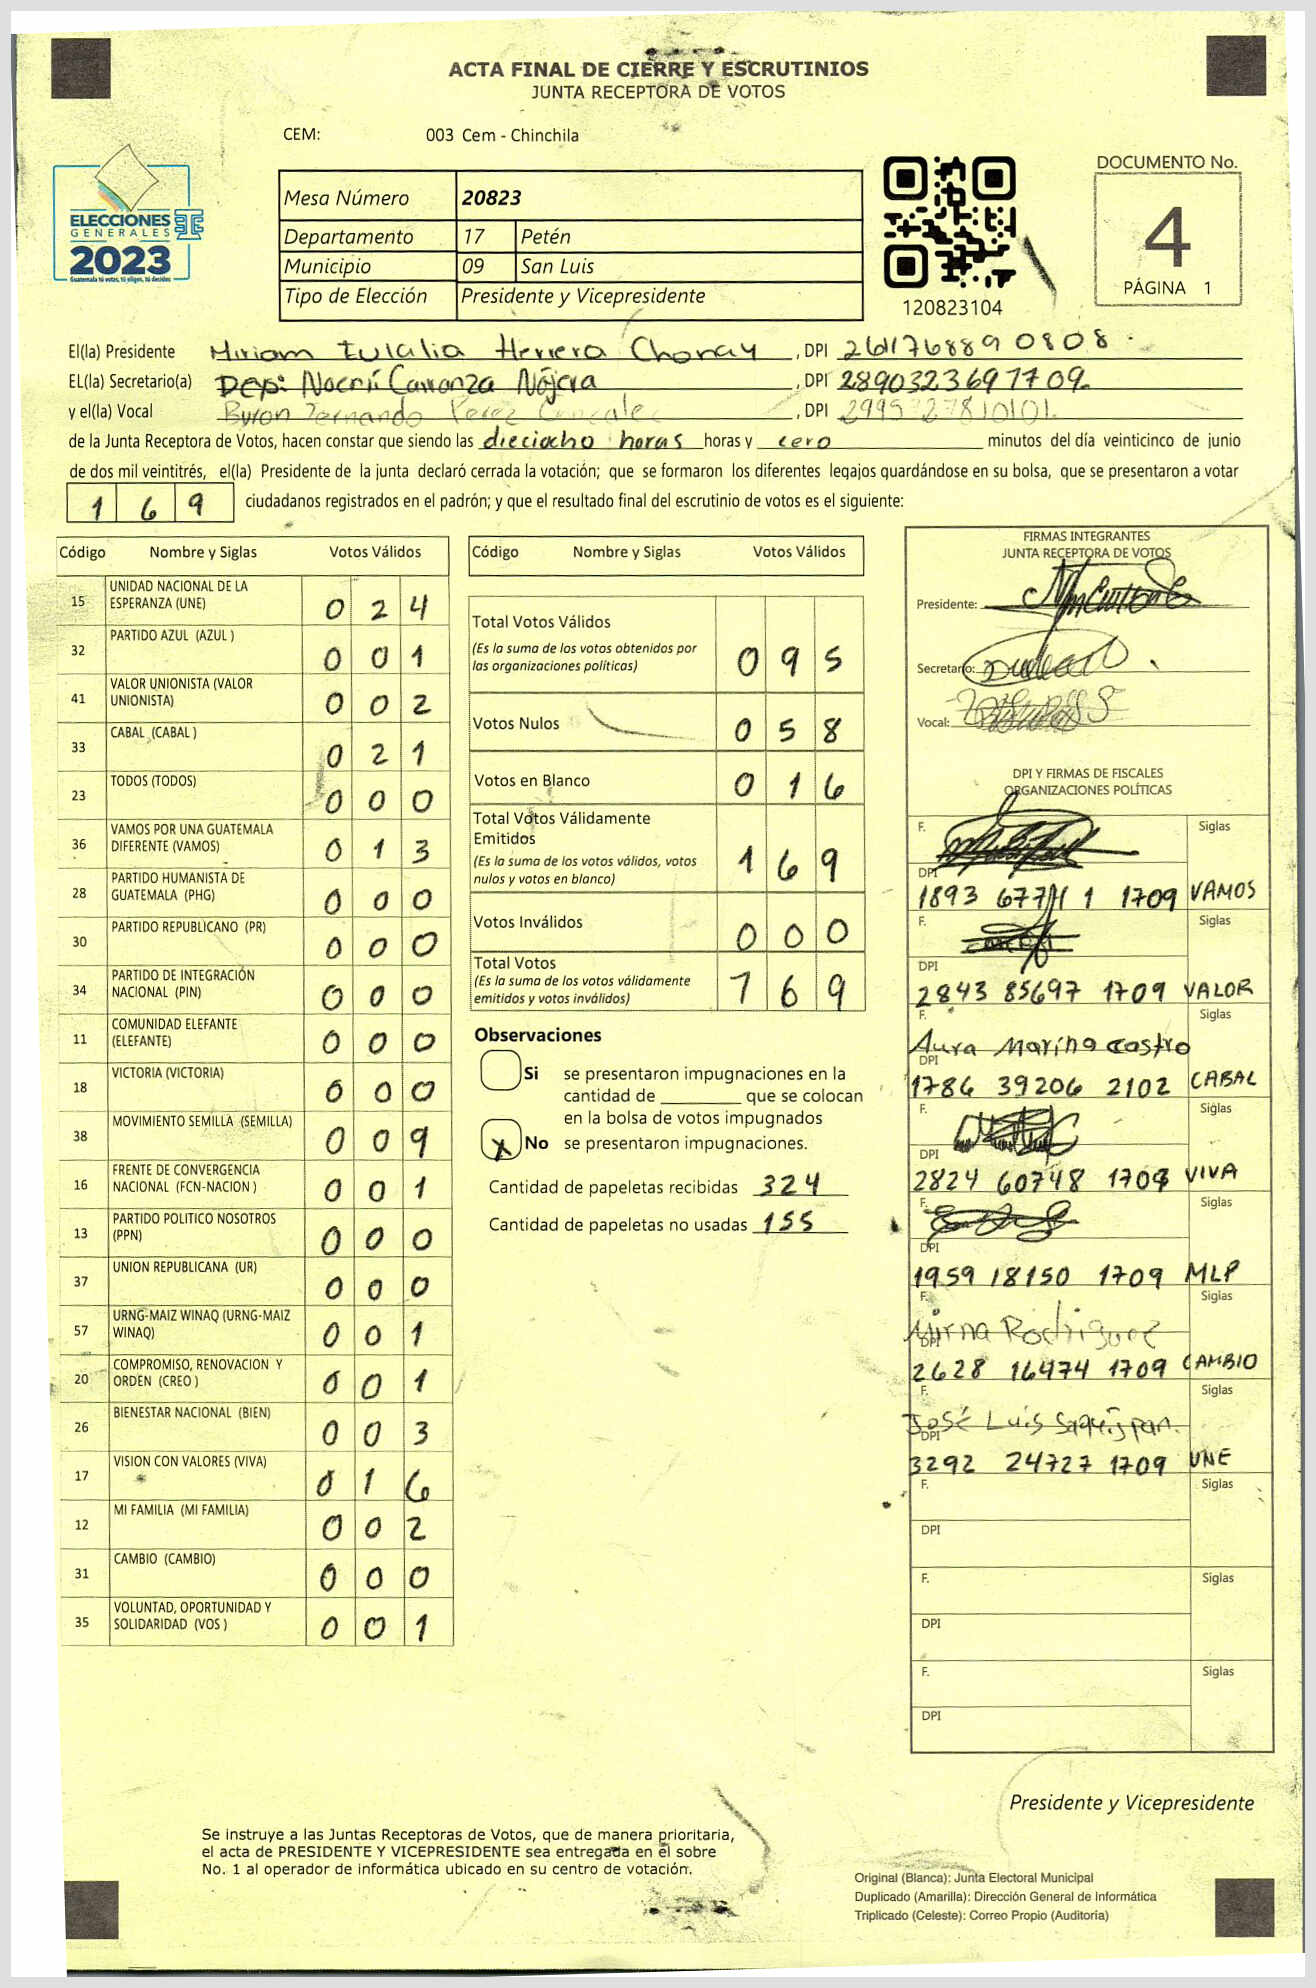 ACTA FINAL DE CIERRE Y ESCRUTINIOS
JUNTA RECEPTORA DE VOTOS
CEM: 003 Cem - Chinchila
ELECCIONES
GENERALES
2023
Guatemala tú votas, tú eliges, tú decides
Mesa Número 20823
Departamento 17 Petén
Municipio 09 San Luis
Tipo de Elección Presidente y Vicepresidente
120823104
DOCUMENTO No.
4
PÁGINA 1
El(la) Presidente Miriam Eulalia Herrera Chonay, DPI 261768890808
EL(la) Secretario(a) Noemí Carranza Nájera, DPI 2890323697709
y el(la) Vocal Byron Fernando Perez, DPI 2995727810101
de la Junta Receptora de Votos, hacen constar que siendo las dieciocho horas horas y cero minutos del día veinticinco de junio
de dos mil veintitrés, el(la) Presidente de la junta declaró cerrada la votación; que se formaron los diferentes legajos guardándose en su bolsa, que se presentaron a votar
169 ciudadanos registrados en el padrón; y que el resultado final del escrutinio de votos es el siguiente:
Código Nombre y Siglas Votos Válidos
15 UNIDAD NACIONAL DE LA ESPERANZA (UNE) 0 2 4
32 PARTIDO AZUL (AZUL ) 0 0 1
41 VALOR UNIONISTA (VALOR UNIONISTA) 0 0 2
33 CABAL (CABAL ) 0 2 1
23 TODOS (TODOS) 0 0 0
36 VAMOS POR UNA GUATEMALA DIFERENTE (VAMOS) 0 1 3
28 PARTIDO HUMANISTA DE GUATEMALA (PHG) 0 0 0
30 PARTIDO REPUBLICANO (PR) 0 0 0
34 PARTIDO DE INTEGRACIÓN NACIONAL (PIN) 0 0 0
11 COMUNIDAD ELEFANTE (ELEFANTE) 0 0 0
18 VICTORIA (VICTORIA) 0 0 0
38 MOVIMIENTO SEMILLA (SEMILLA) 0 0 9
16 FRENTE DE CONVERGENCIA NACIONAL (FCN-NACION ) 0 0 1
13 PARTIDO POLITICO NOSOTROS (PPN) 0 0 0
37 UNION REPUBLICANA (UR) 0 0 0
57 URNG-MAIZ WINAQ (URNG-MAIZ WINAQ) 0 0 1
20 COMPROMISO, RENOVACION Y ORDEN (CREO ) 0 0 1
26 BIENESTAR NACIONAL (BIEN) 0 0 3
17 VISION CON VALORES (VIVA) 0 1 6
12 MI FAMILIA (MI FAMILIA) 0 0 2
31 CAMBIO (CAMBIO) 0 0 0
35 VOLUNTAD, OPORTUNIDAD Y SOLIDARIDAD (VOS ) 0 0 1
Código Nombre y Siglas Votos Válidos
Total Votos Válidos
(Es la suma de los votos obtenidos por
las organizaciones políticas) 0 9 5
Votos Nulos 0 5 8
Votos en Blanco 0 1 6
Total Votos Válidamente
Emitidos
(Es la suma de los votos válidos, votos
nulos y votos en blanco) 1 6 9
Votos Inválidos 0 0 0
Total Votos
(Es la suma de los votos válidamente
emitidos y votos inválidos) 1 6 9
Observaciones
Si se presentaron impugnaciones en la
cantidad de ________ que se colocan
en la bolsa de votos impugnados
X No se presentaron impugnaciones.
Cantidad de papeletas recibidas 324
Cantidad de papeletas no usadas 155
FIRMAS INTEGRANTES
JUNTA RECEPTORA DE VOTOS
Presidente:
Secretario:
Vocal:
DPI Y FIRMAS DE FISCALES
ORGANIZACIONES POLÍTICAS
F. Siglas
DPI
1893 1 1709 VAMOS
F. Siglas
DPI
2843 85697 1709 VALOR
F. Siglas
Aura Marina Castro
DPI
1786 39206 2102 CABAL
F. Siglas
DPI
2824 60748 1709 VIVA
F. Siglas
DPI
1959 18150 1709 MLP
F. Siglas
Mirna Rodriguez
DPI
2628 16474 1709 CAMBIO
F. Siglas
José Luis
DPI
3292 24727 1709 UNE
F. Siglas
DPI
F. Siglas
DPI
F. Siglas
DPI
Presidente y Vicepresidente
Se instruye a las Juntas Receptoras de Votos, que de manera prioritaria,
el acta de PRESIDENTE Y VICEPRESIDENTE sea entregada en el sobre
No. 1 al operador de informática ubicado en su centro de votación.
Original (Blanca): Junta Electoral Municipal
Duplicado (Amarilla): Dirección General de Informática
Triplicado (Celeste): Correo Propio (Auditoría)